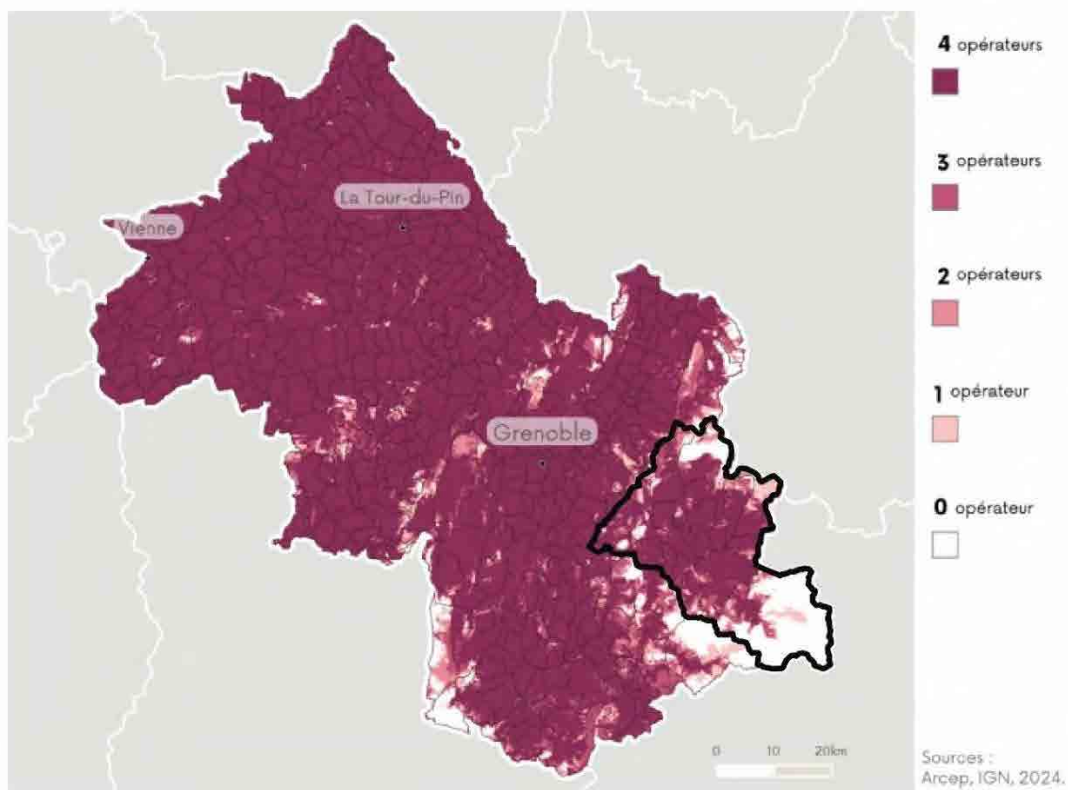 4 opérateurs
3 opérateurs
2 opérateurs
1 opérateur
0 opérateur
La Tour-du-Pin
Vienne
Grenoble
0 10 20km
Sources :
Arcep, IGN, 2024.